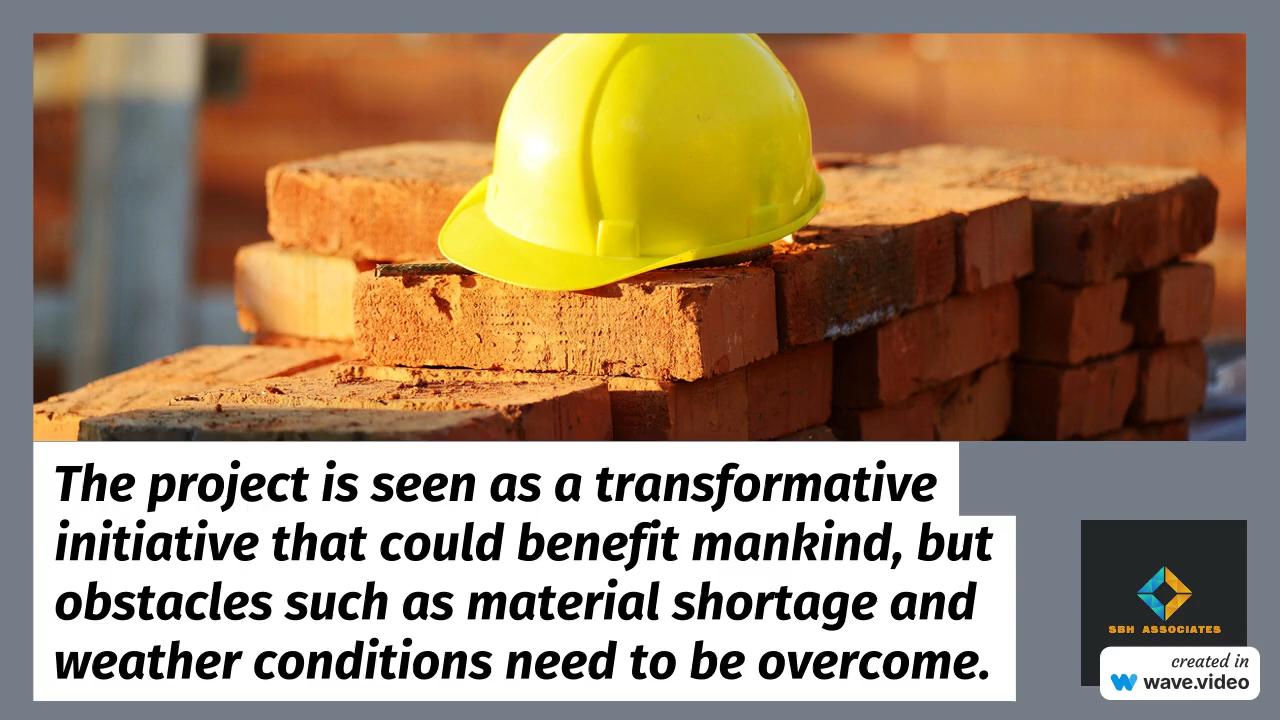 The project is seen as a transformative
initiative that could benefit mankind, but
obstacles such as material shortage and
weather conditions need to be overcome.
SBH ASSOCIATES
created in
wave.video